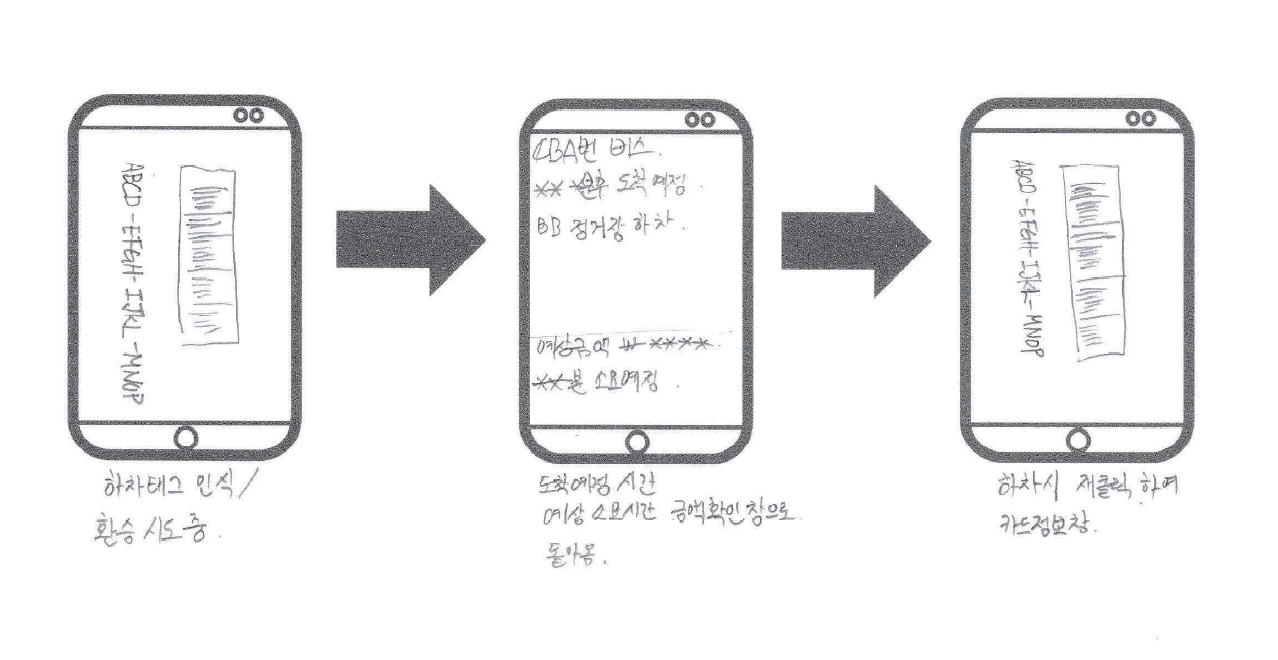 ABCD-EFGH-IJKL-MNOP
하차태그 인식/
환승 시도 중.
CBA번 버스.
** *분후 도착 예정.
BB 정거장 하차.
예상금액 ₩ ****.
**분 소요예정.
도착예정 시간
예상 소요시간 금액확인 창으로
돌아옴.
ABCD-EFGH-IJKL-MNOP
하차시 재클릭 하여
카드정보창.